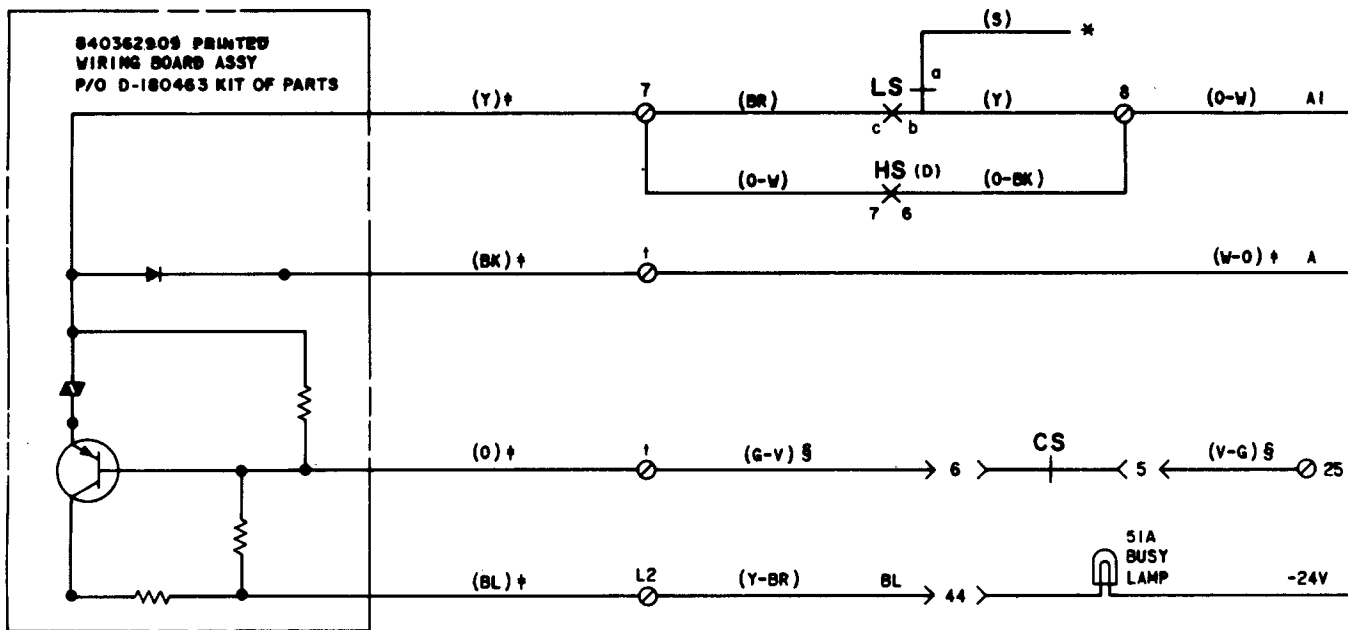 840362909 PRINTED
WIRING BOARD ASSY
P/O D-180463 KIT OF PARTS
(S) *
a
(Y)‡ 7 (BR) LS (Y) 8 (O-W) A1
c b
(O-W) HS (D) (O-BK)
7 6
(BK)‡ † (W-O)‡ A
(O)‡ † (G-V)§ 6 CS 5 (V-G)§ 25
51A
BUSY
LAMP
(BL)‡ L2 (Y-BR) BL 44 -24V